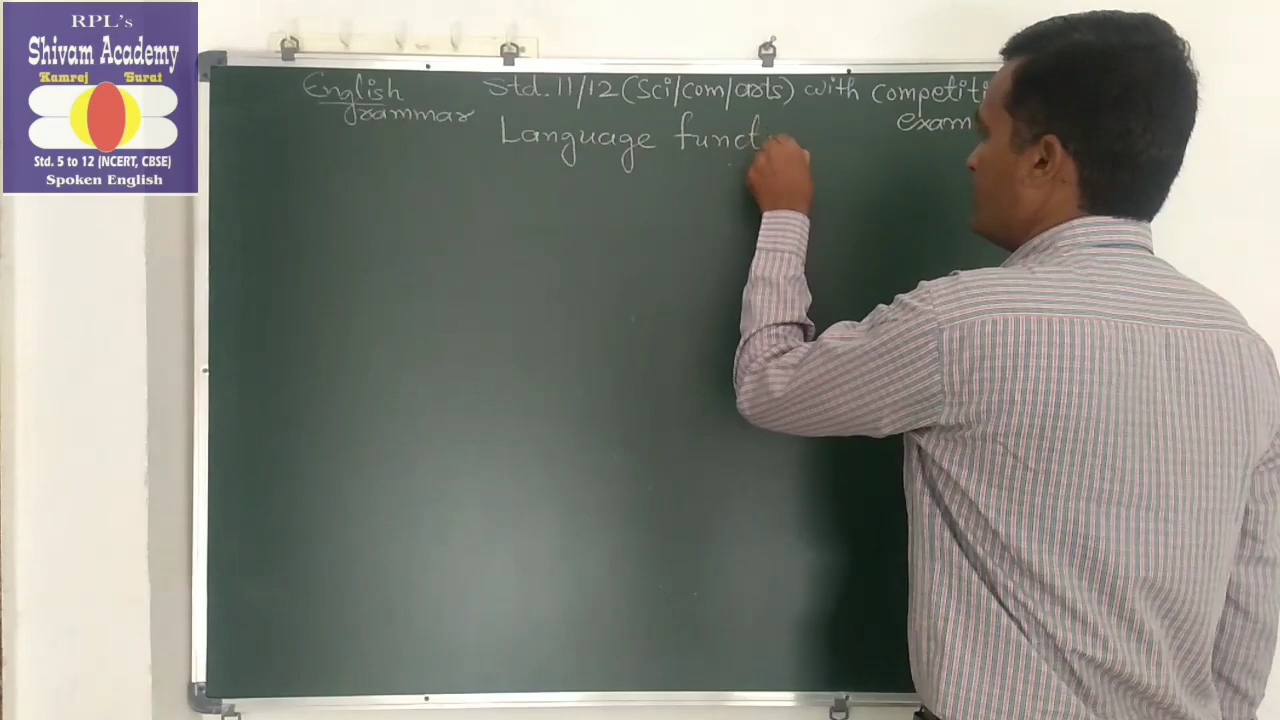 RPL's
Shivam Academy
Kamrej Surat
Std. 5 to 12 (NCERT, CBSE)
Spoken English
English grammar
Std. 11/12 (Sci/com/arts) with competiti
exam
Language funct